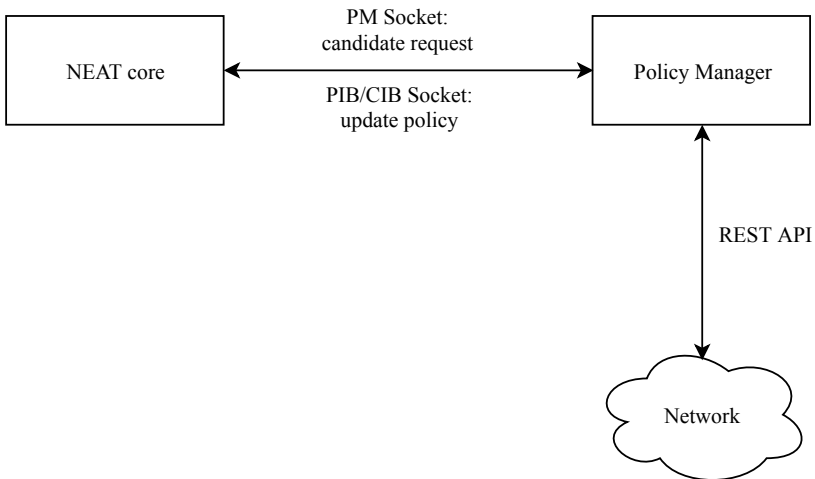 PM Socket:
candidate request
NEAT core
Policy Manager
PIB/CIB Socket:
update policy
REST API
Network